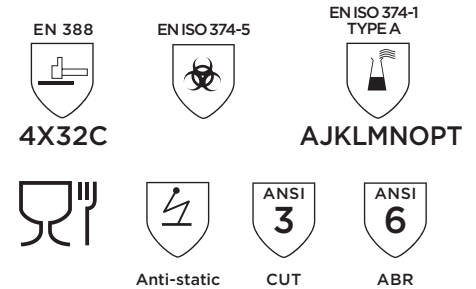 EN 388
EN ISO 374-5
EN ISO 374-1
TYPE A
4X32C
AJKLMNOPT
ANSI
3
ANSI
6
Anti-static
CUT
ABR